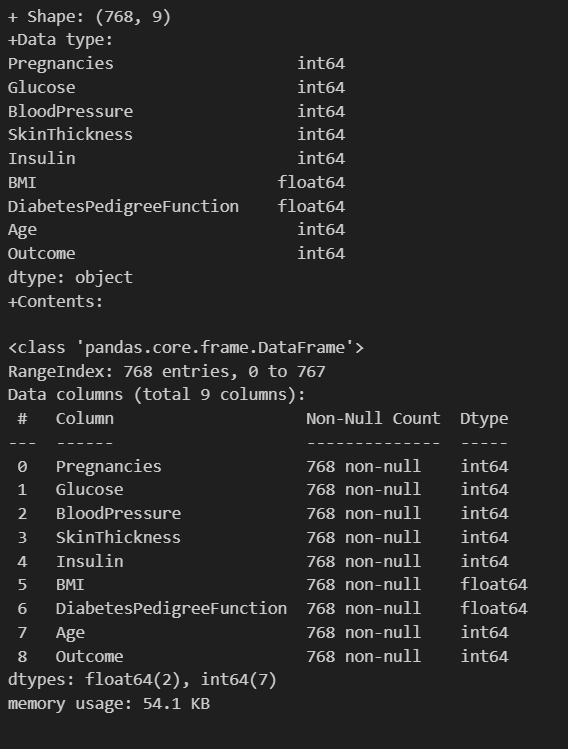 + Shape: (768, 9)
+Data type:
Pregnancies                   int64
Glucose                       int64
BloodPressure                 int64
SkinThickness                 int64
Insulin                       int64
BMI                         float64
DiabetesPedigreeFunction    float64
Age                           int64
Outcome                       int64
dtype: object
+Contents:

<class 'pandas.core.frame.DataFrame'>
RangeIndex: 768 entries, 0 to 767
Data columns (total 9 columns):
 #   Column                    Non-Null Count  Dtype
---  ------                    --------------  -----
 0   Pregnancies               768 non-null    int64
 1   Glucose                   768 non-null    int64
 2   BloodPressure             768 non-null    int64
 3   SkinThickness             768 non-null    int64
 4   Insulin                   768 non-null    int64
 5   BMI                       768 non-null    float64
 6   DiabetesPedigreeFunction  768 non-null    float64
 7   Age                       768 non-null    int64
 8   Outcome                   768 non-null    int64
dtypes: float64(2), int64(7)
memory usage: 54.1 KB